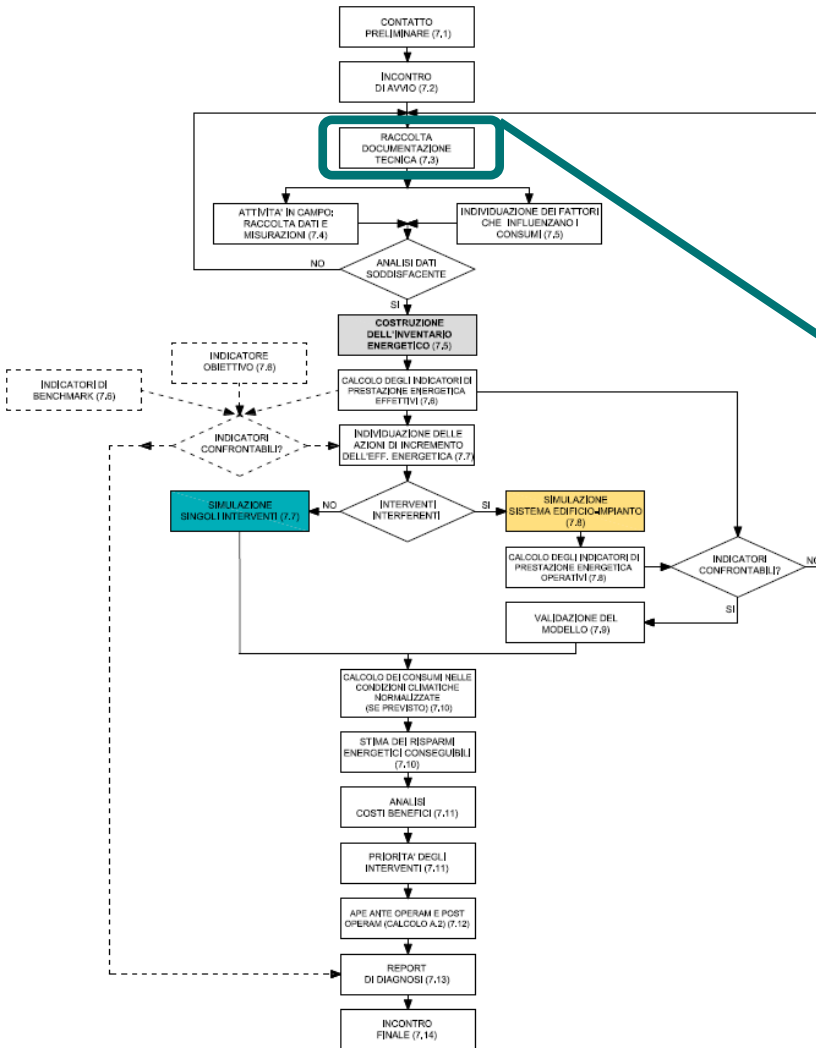 CONTATTO
PRELIMINARE (7.1)
INCONTRO
DI AVVIO (7.2)
RACCOLTA
DOCUMENTAZIONE
TECNICA (7.3)
ATTIVITA' IN CAMPO:
RACCOLTA DATI E
MISURAZIONI (7.4)
INDIVIDUAZIONE DEI FATTORI
CHE INFLUENZANO I
CONSUMI (7.5)
NO
ANALISI DATI
SODDISFACENTE
SI
COSTRUZIONE
DELL'INVENTARIO
ENERGETICO (7.5)
INDICATORE
OBIETTIVO (7.6)
INDICATORI DI
BENCHMARK (7.6)
CALCOLO DEGLI INDICATORI DI
PRESTAZIONE ENERGETICA
EFFETTIVI (7.6)
INDICATORI
CONFRONTABILI?
INDIVIDUAZIONE DELLE
AZIONI DI INCREMENTO
DELL'EFF. ENERGETICA (7.7)
SIMULAZIONE
SINGOLI INTERVENTI (7.7)
NO
INTERVENTI
INTERFERENTI
SI
SIMULAZIONE
SISTEMA EDIFICIO-IMPIANTO
(7.8)
CALCOLO DEGLI INDICATORI DI
PRESTAZIONE ENERGETICA
OPERATIVI (7.8)
INDICATORI
CONFRONTABILI?
NO
SI
VALIDAZIONE DEL
MODELLO (7.9)
CALCOLO DEI CONSUMI NELLE
CONDIZIONI CLIMATICHE
NORMALIZZATE
(SE PREVISTO) (7.10)
STIMA DEI RISPARMI
ENERGETICI CONSEGUIBILI
(7.10)
ANALISI
COSTI BENEFICI (7.11)
PRIORITA' DEGLI
INTERVENTI (7.11)
APE ANTE OPERAM E POST
OPERAM (CALCOLO A.2) (7.12)
REPORT
DI DIAGNOSI (7.13)
INCONTRO
FINALE (7.14)